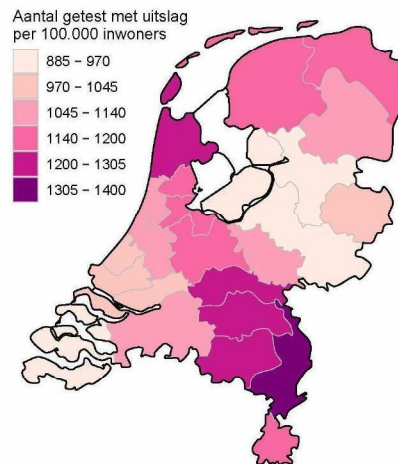 Aantal getest met uitslag
per 100.000 inwoners
885 – 970
970 – 1045
1045 – 1140
1140 – 1200
1200 – 1305
1305 – 1400